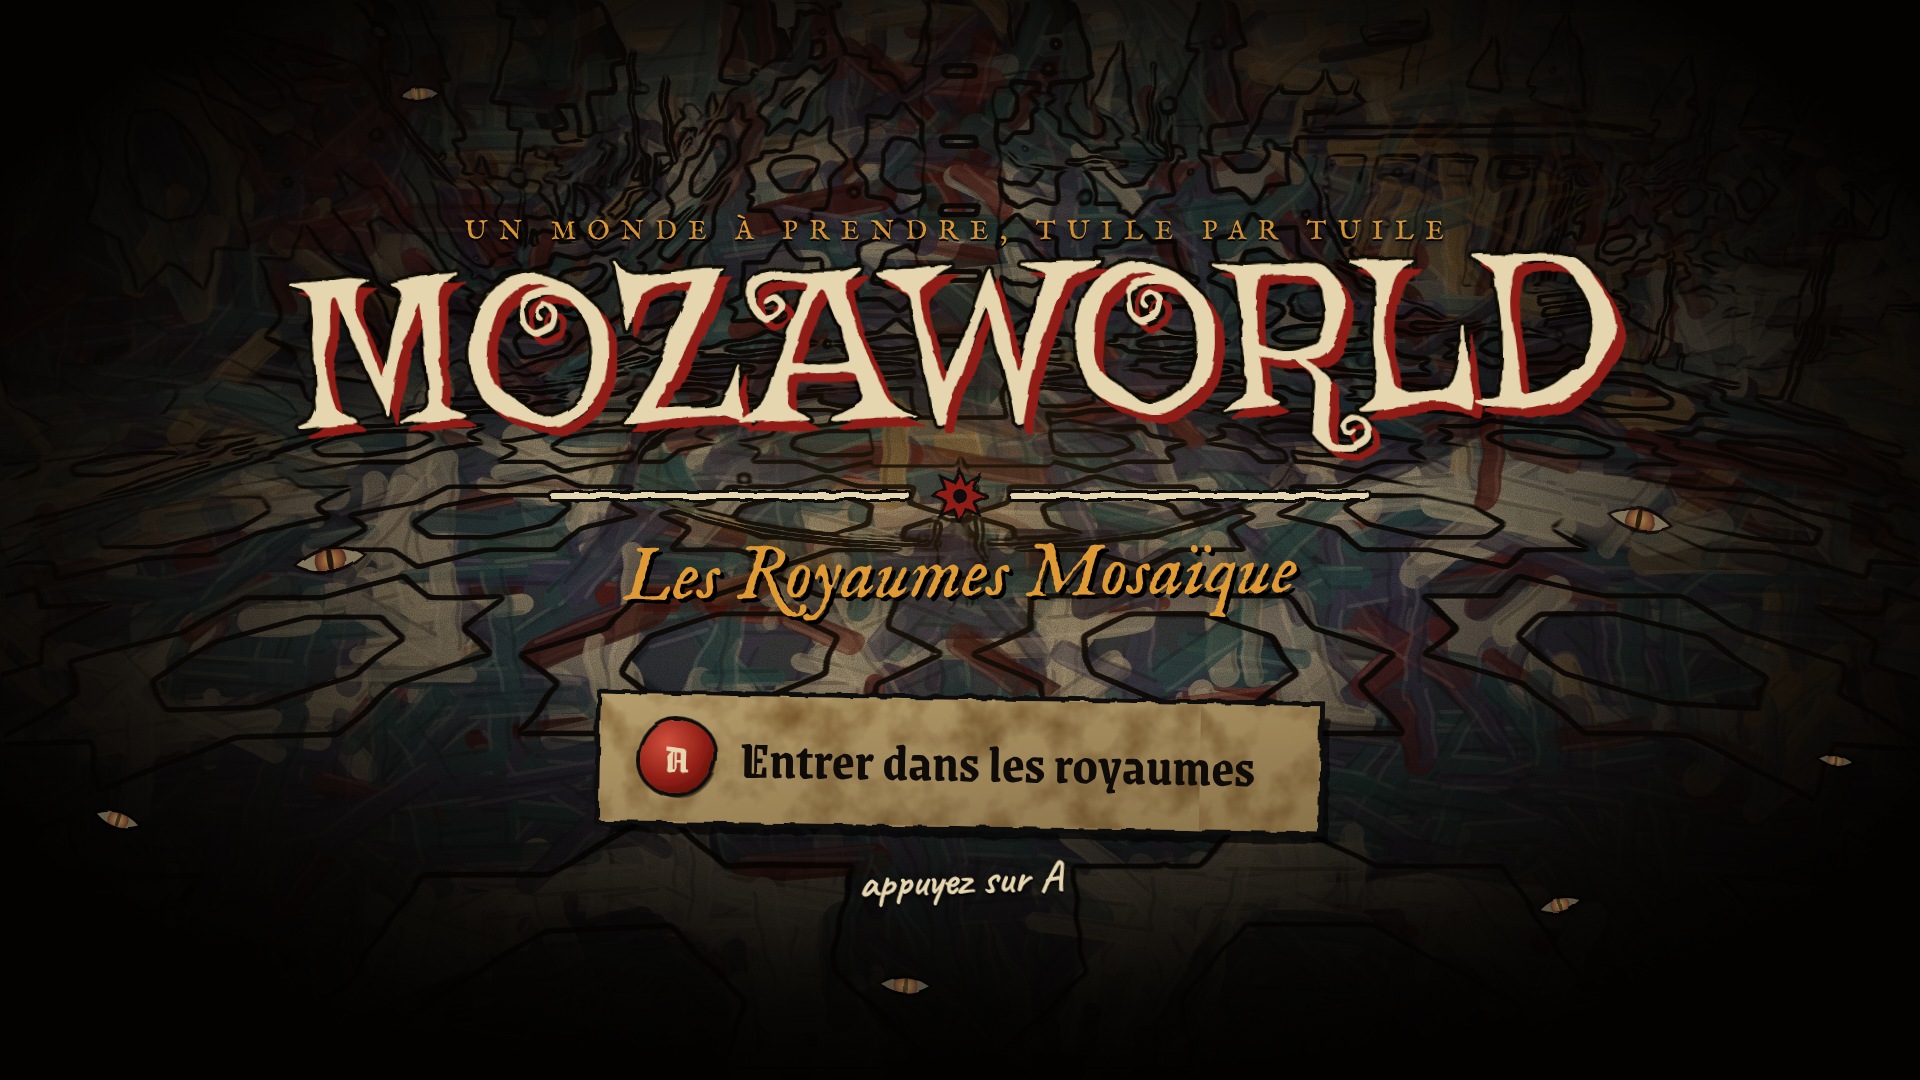 UN MONDE À PRENDRE, TUILE PAR TUILE
MOZAWORLD
Les Royaumes Mosaïque
A Entrer dans les royaumes
appuyez sur A